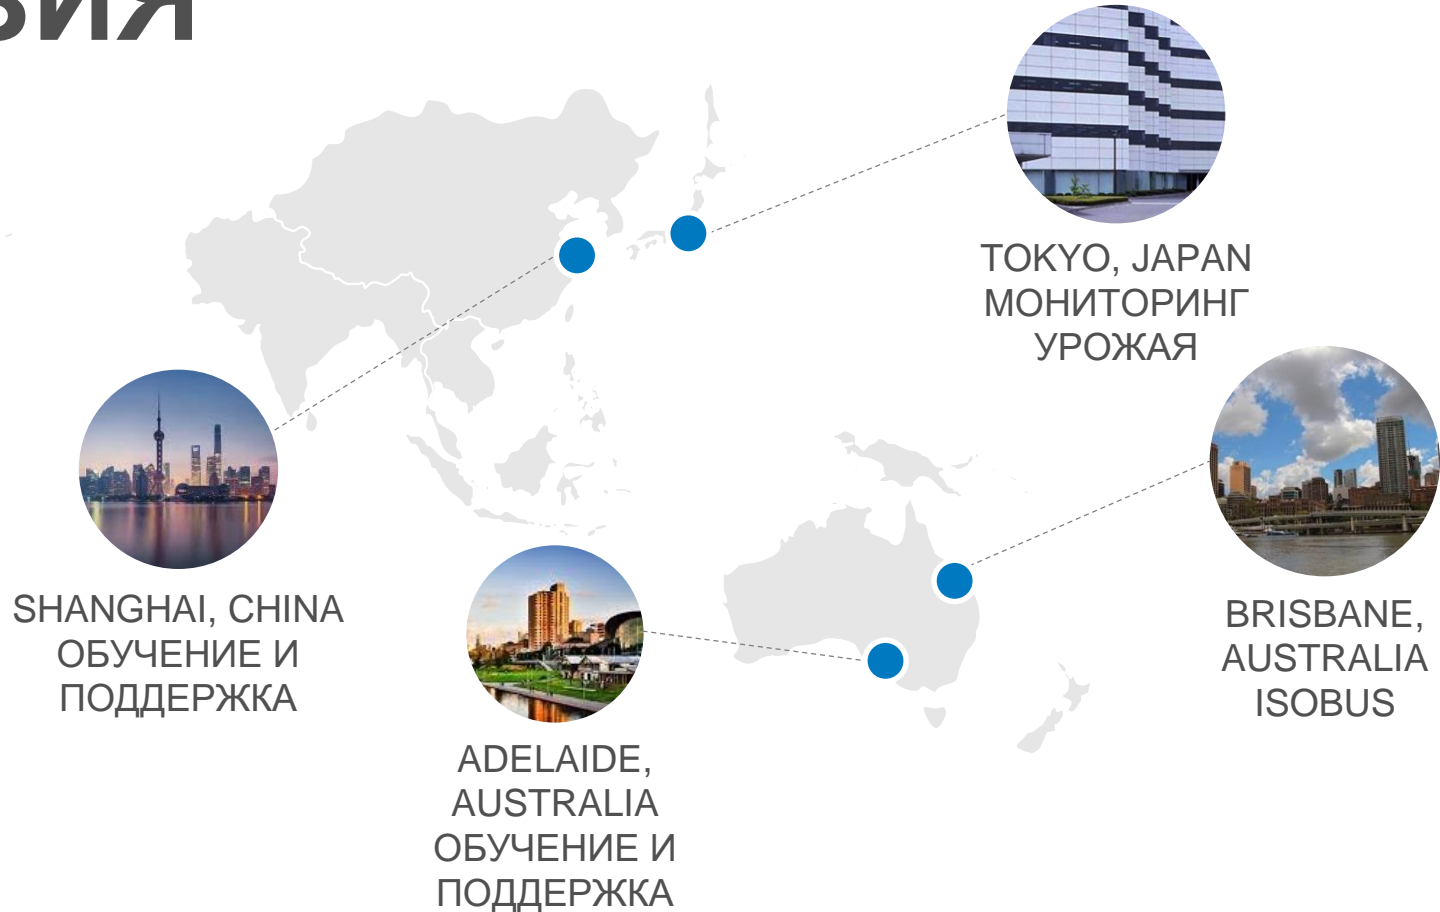 TOKYO, JAPAN
МОНИТОРИНГ
УРОЖАЯ
SHANGHAI, CHINA
ОБУЧЕНИЕ И
ПОДДЕРЖКА
BRISBANE,
AUSTRALIA
ISOBUS
ADELAIDE,
AUSTRALIA
ОБУЧЕНИЕ И
ПОДДЕРЖКА